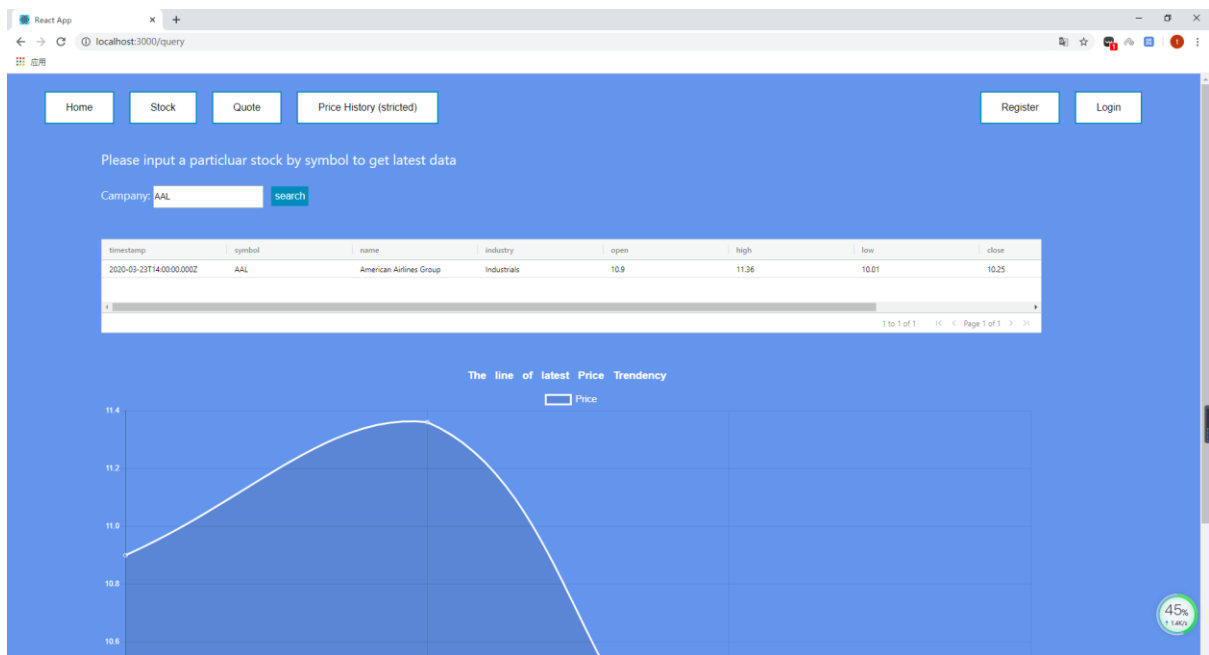 React App
localhost:3000/query
应用
Home Stock Quote Price History (stricted) Register Login
Please input a particluar stock by symbol to get latest data
Campany: AAL search
timestamp symbol name industry open high low close
2020-03-23T14:00:00.000Z AAL American Airlines Group Industrials 10.9 11.36 10.01 10.25
1 to 1 of 1 Page 1 of 1
The line of latest Price Trendency
Price
11.4
11.2
11.0
10.8
45%
10.6